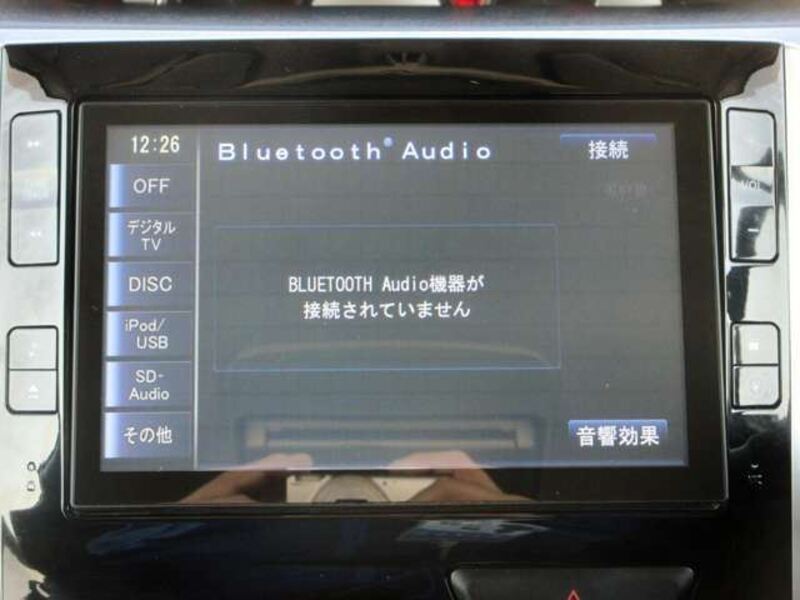 12:26
Bluetooth® Audio
接続
OFF
デジタル
TV
DISC
iPod/
USB
SD-
Audio
その他
BLUETOOTH Audio機器が
接続されていません
音響効果
VOL